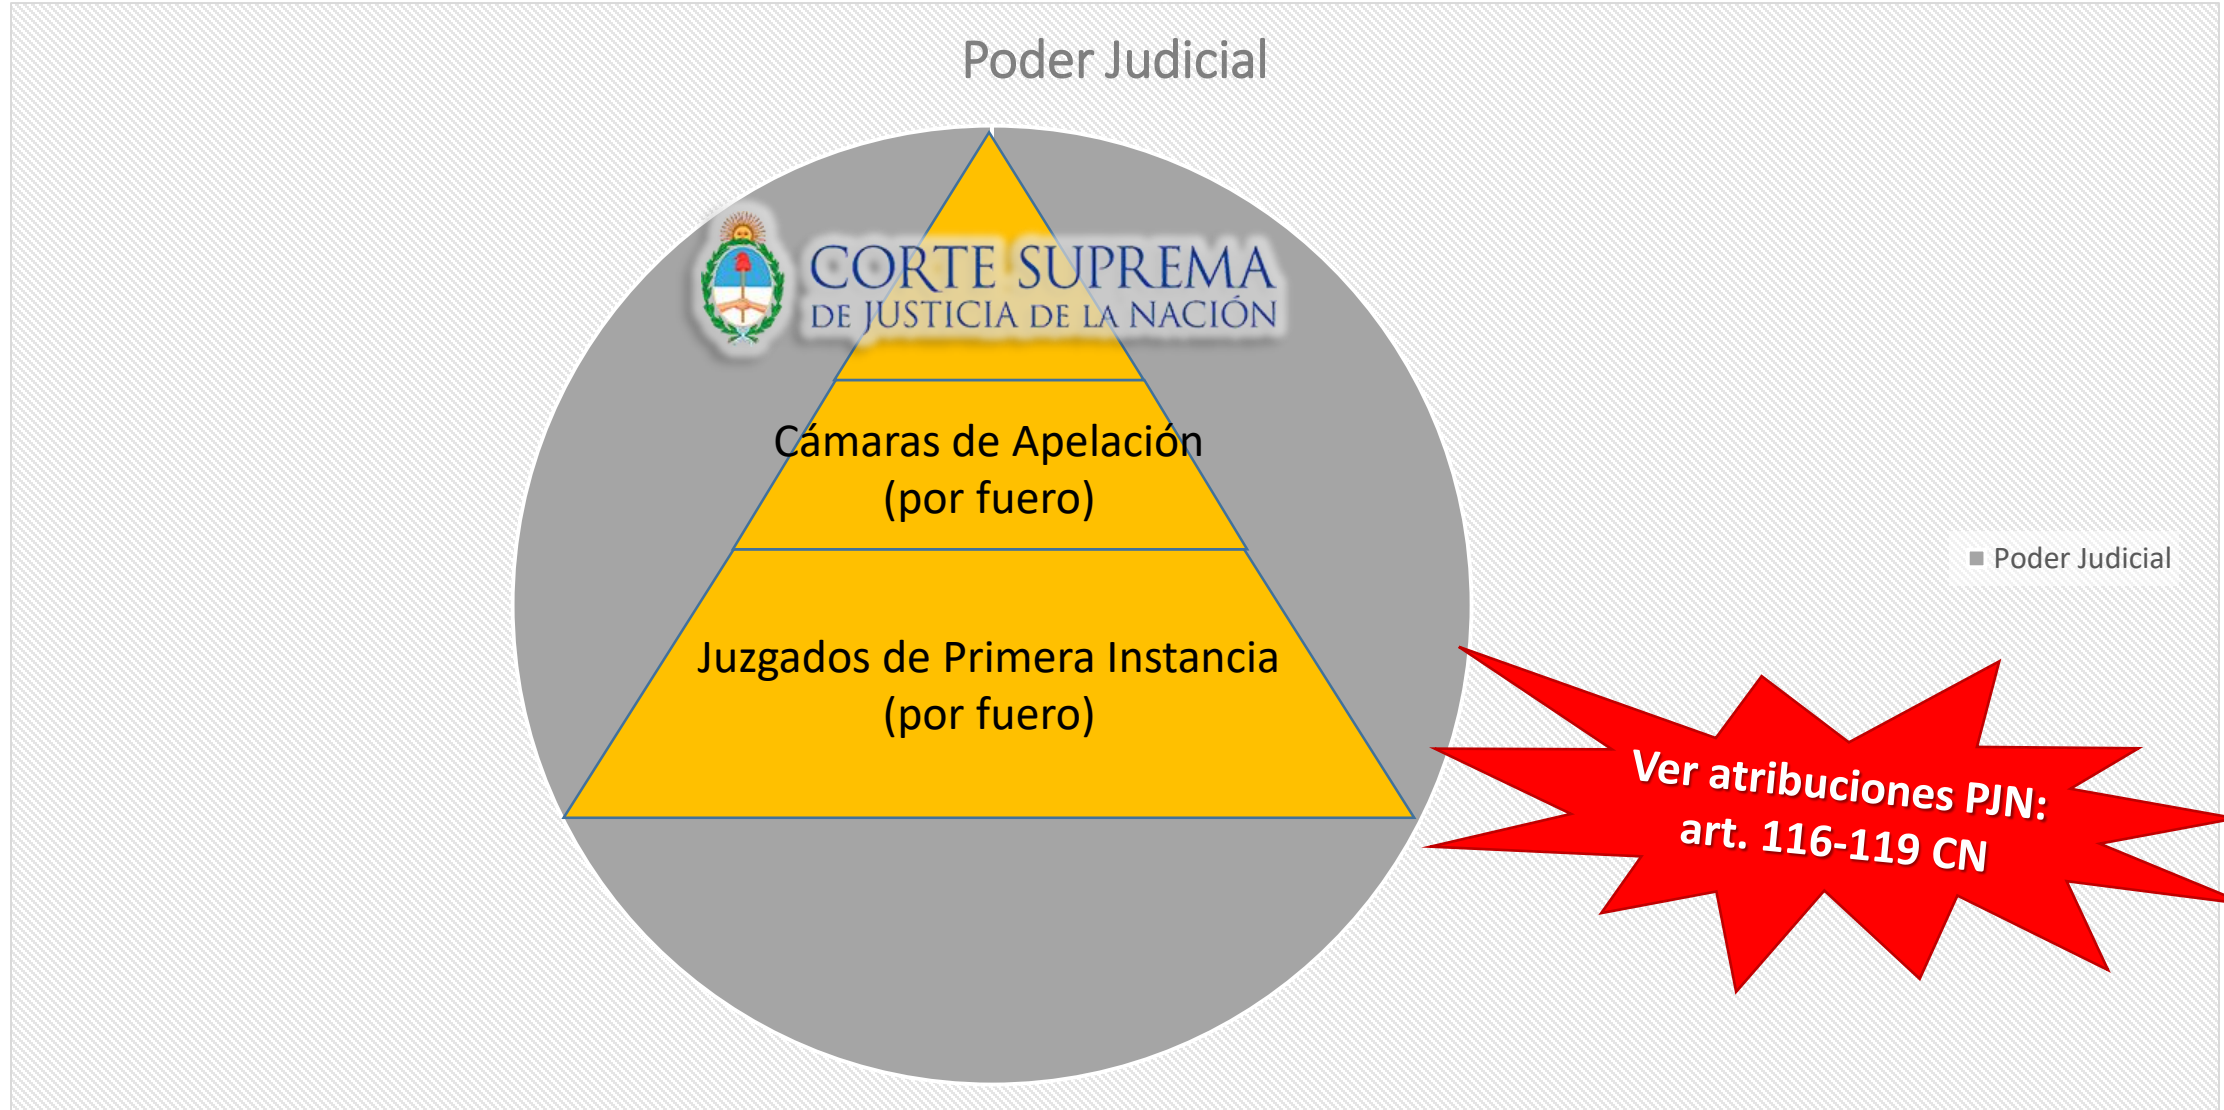 Poder Judicial
CORTE SUPREMA
DE JUSTICIA DE LA NACIÓN
Cámaras de Apelación
(por fuero)
Juzgados de Primera Instancia
(por fuero)
Poder Judicial
Ver atribuciones PJN:
art. 116-119 CN